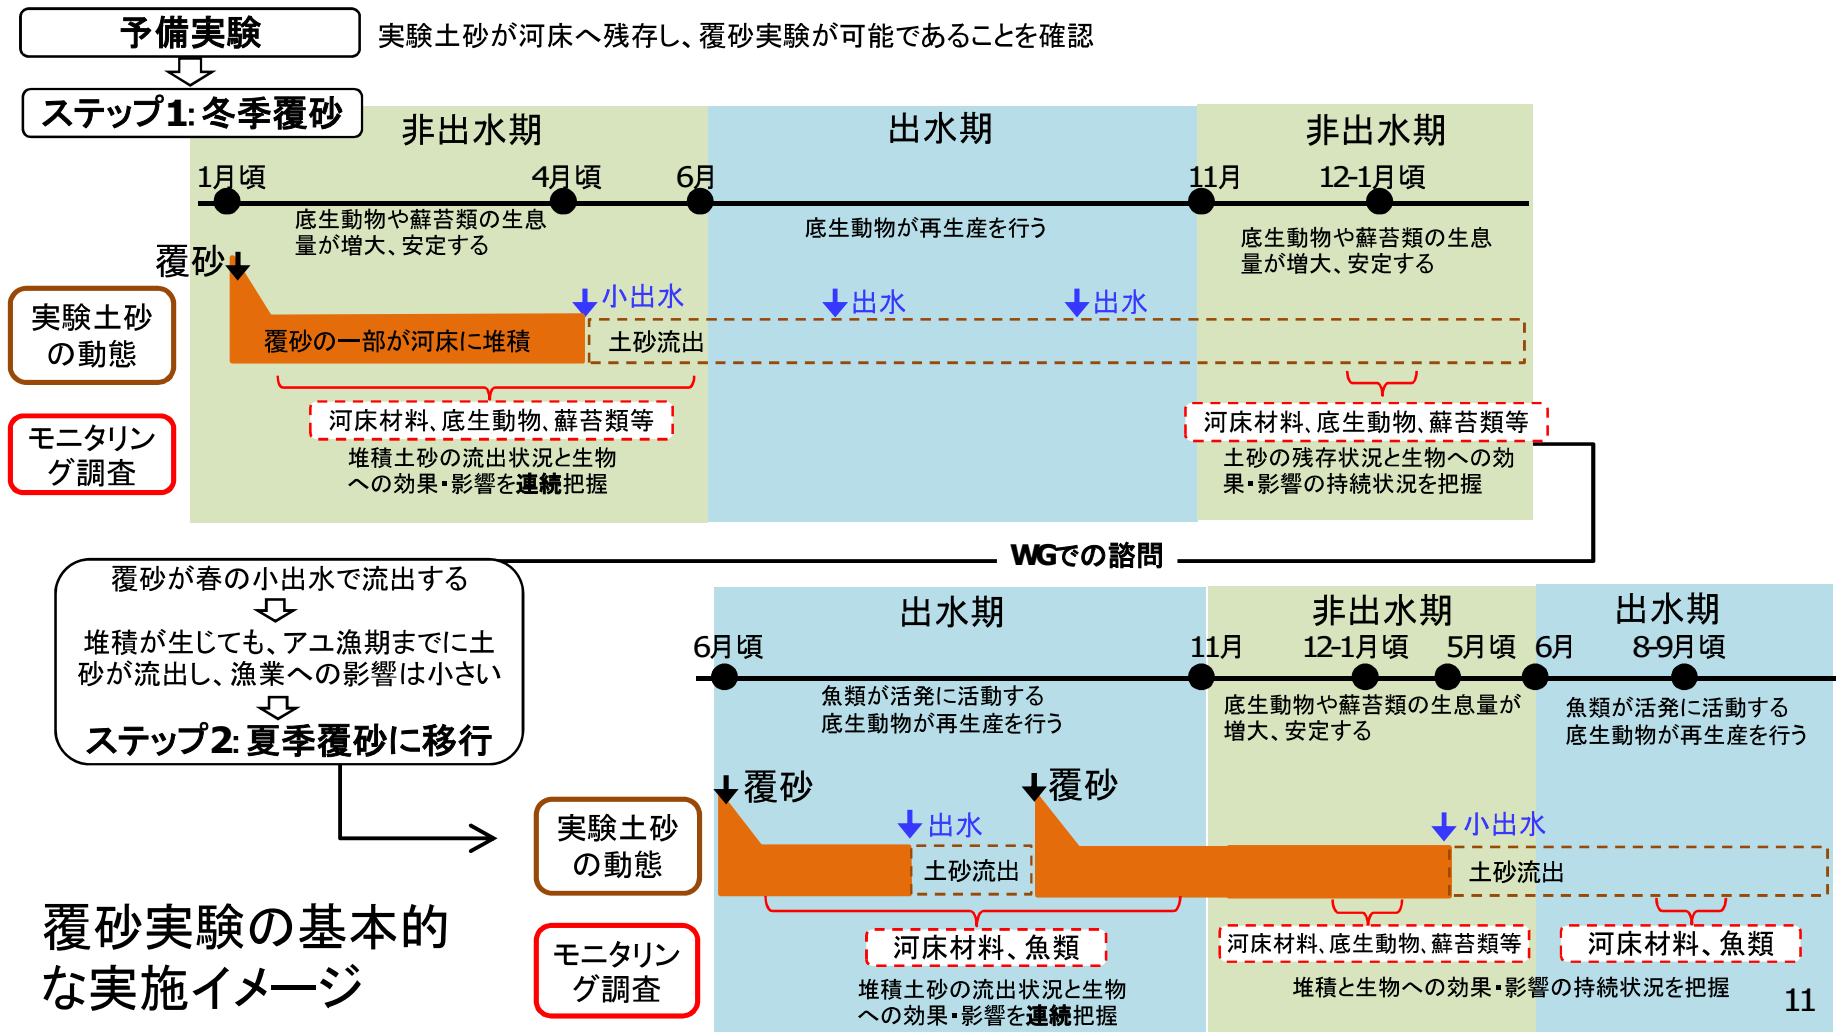 予備実験
実験土砂が河床へ残存し、覆砂実験が可能であることを確認
ステップ1:冬季覆砂
非出水期
出水期
非出水期
1月頃
4月頃
6月
11月
12-1月頃
底生動物や蘚苔類の生息
量が増大、安定する
底生動物が再生産を行う
底生動物や蘚苔類の生息
量が増大、安定する
覆砂
小出水
出水
出水
実験土砂
の動態
覆砂の一部が河床に堆積
土砂流出
モニタリン
グ調査
河床材料、底生動物、蘚苔類等
堆積土砂の流出状況と生物
への効果・影響を連続把握
河床材料、底生動物、蘚苔類等
土砂の残存状況と生物への効
果・影響の持続状況を把握
WGでの諮問
覆砂が春の小出水で流出する
堆積が生じても、アユ漁期までに土
砂が流出し、漁業への影響は小さい
ステップ2:夏季覆砂に移行
出水期
非出水期
出水期
6月頃
11月
12-1月頃
5月頃
6月
8-9月頃
魚類が活発に活動する
底生動物が再生産を行う
底生動物や蘚苔類の生息量が
増大、安定する
魚類が活発に活動する
底生動物が再生産を行う
覆砂
覆砂
出水
小出水
実験土砂
の動態
土砂流出
土砂流出
モニタリン
グ調査
河床材料、魚類
堆積土砂の流出状況と生物
への効果・影響を連続把握
河床材料、底生動物、蘚苔類等
河床材料、魚類
堆積と生物への効果・影響の持続状況を把握
覆砂実験の基本的
な実施イメージ
11